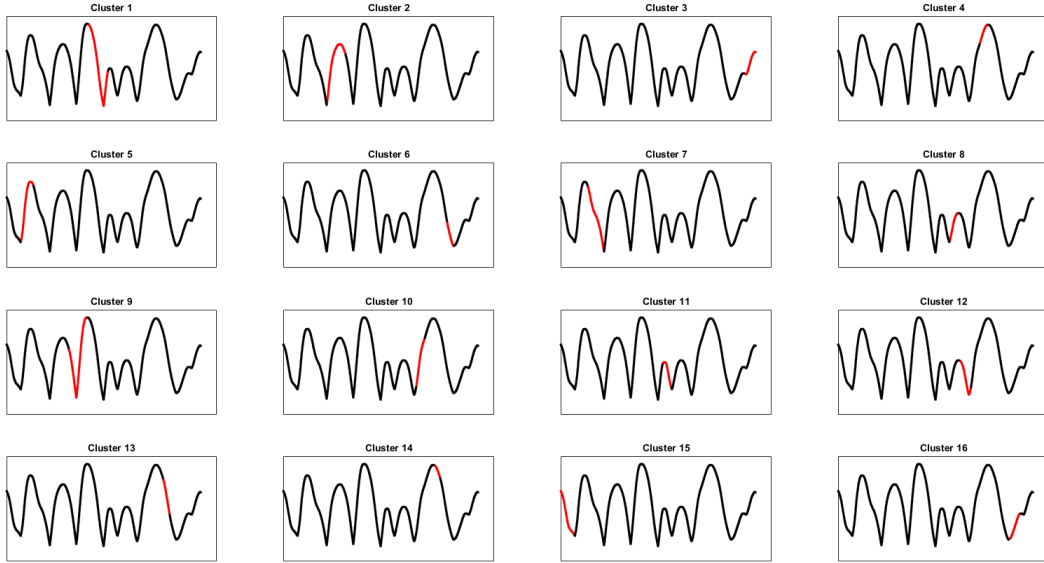 Cluster 1
Cluster 2
Cluster 3
Cluster 4
Cluster 5
Cluster 6
Cluster 7
Cluster 8
Cluster 9
Cluster 10
Cluster 11
Cluster 12
Cluster 13
Cluster 14
Cluster 15
Cluster 16